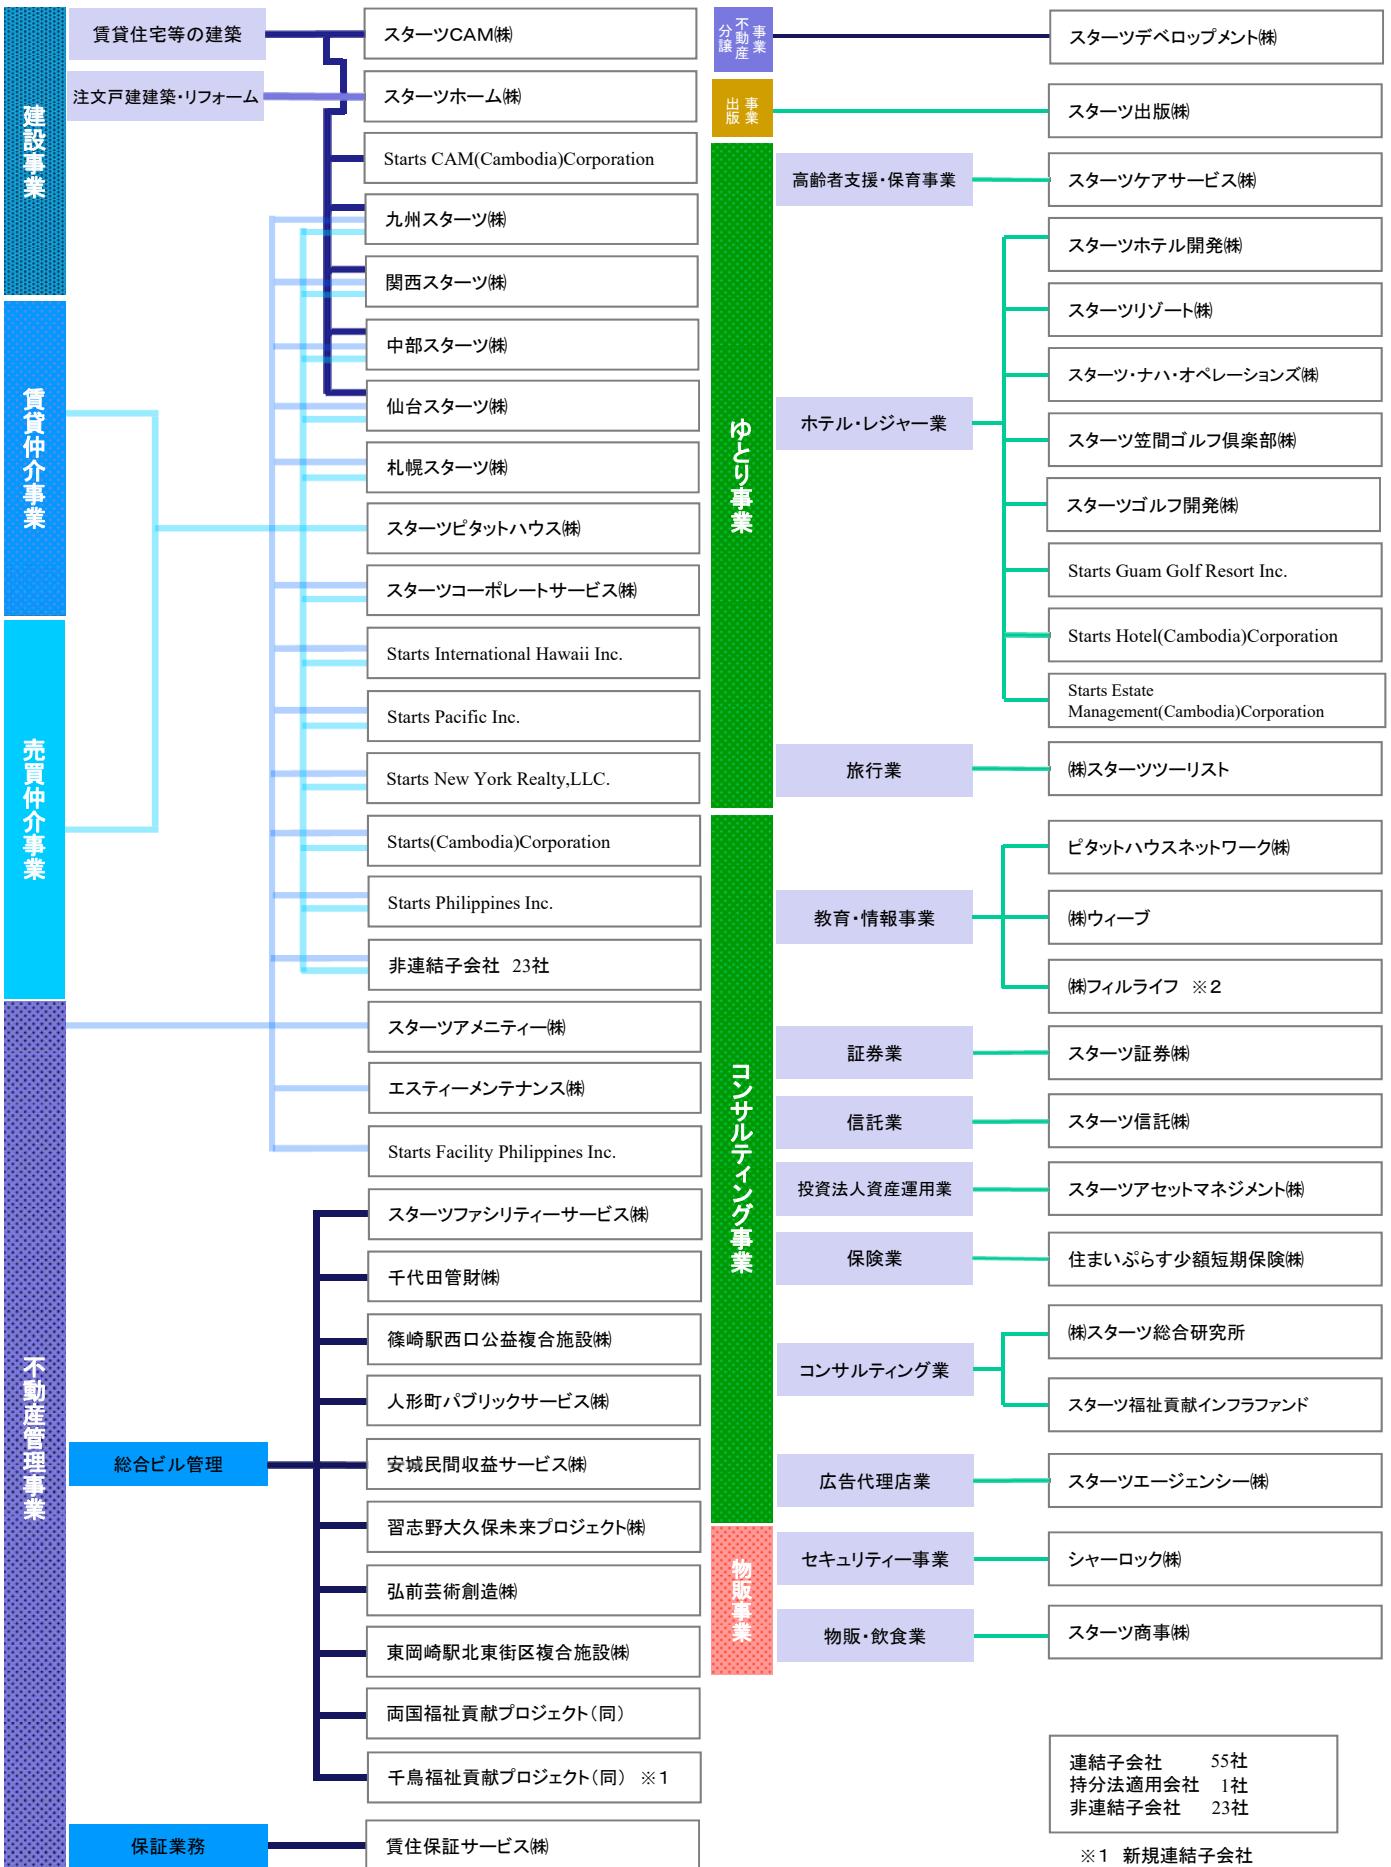 建設事業
賃貸住宅等の建築
スターツCAM㈱
注文戸建建築・リフォーム
スターツホーム㈱
Starts CAM(Cambodia)Corporation
九州スターツ㈱
関西スターツ㈱
中部スターツ㈱
仙台スターツ㈱
札幌スターツ㈱
賃貸仲介事業
スターツピタットハウス㈱
スターツコーポレートサービス㈱
売買仲介事業
Starts International Hawaii Inc.
Starts Pacific Inc.
Starts New York Realty,LLC.
Starts(Cambodia)Corporation
Starts Philippines Inc.
非連結子会社 23社
不動産管理事業
スターツアメニティー㈱
エスティーメンテナンス㈱
Starts Facility Philippines Inc.
総合ビル管理
スターツファシリティーサービス㈱
千代田管財㈱
篠崎駅西口公益複合施設㈱
人形町パブリックサービス㈱
安城民間収益サービス㈱
習志野大久保未来プロジェクト㈱
弘前芸術創造㈱
東岡崎駅北東街区複合施設㈱
両国福祉貢献プロジェクト(同)
千鳥福祉貢献プロジェクト(同) ※1
保証業務
賃住保証サービス㈱
不動産分譲事業
スターツデベロップメント㈱
出版事業
スターツ出版㈱
ゆとり事業
高齢者支援・保育事業
スターツケアサービス㈱
ホテル・レジャー業
スターツホテル開発㈱
スターツリゾート㈱
スターツ・ナハ・オペレーションズ㈱
スターツ笠間ゴルフ倶楽部㈱
スターツゴルフ開発㈱
Starts Guam Golf Resort Inc.
Starts Hotel(Cambodia)Corporation
Starts Estate
Management(Cambodia)Corporation
旅行業
㈱スターツツーリスト
コンサルティング事業
教育・情報事業
ピタットハウスネットワーク㈱
㈱ウィーブ
㈱フィルライフ ※2
証券業
スターツ証券㈱
信託業
スターツ信託㈱
投資法人資産運用業
スターツアセットマネジメント㈱
保険業
住まいぷらす少額短期保険㈱
コンサルティング業
㈱スターツ総合研究所
スターツ福祉貢献インフラファンド
広告代理店業
スターツエージェンシー㈱
物販事業
セキュリティー事業
シャーロック㈱
物販・飲食業
スターツ商事㈱
連結子会社 55社
持分法適用会社 1社
非連結子会社 23社
※1 新規連結子会社